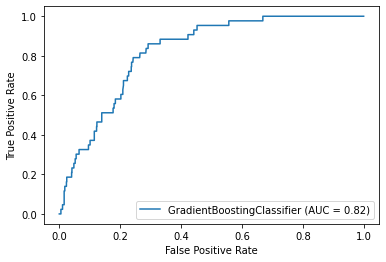 1.0
0.8
0.6
0.4
0.2
0.0
True Positive Rate
GradientBoostingClassifier (AUC = 0.82)
0.0 0.2 0.4 0.6 0.8 1.0
False Positive Rate